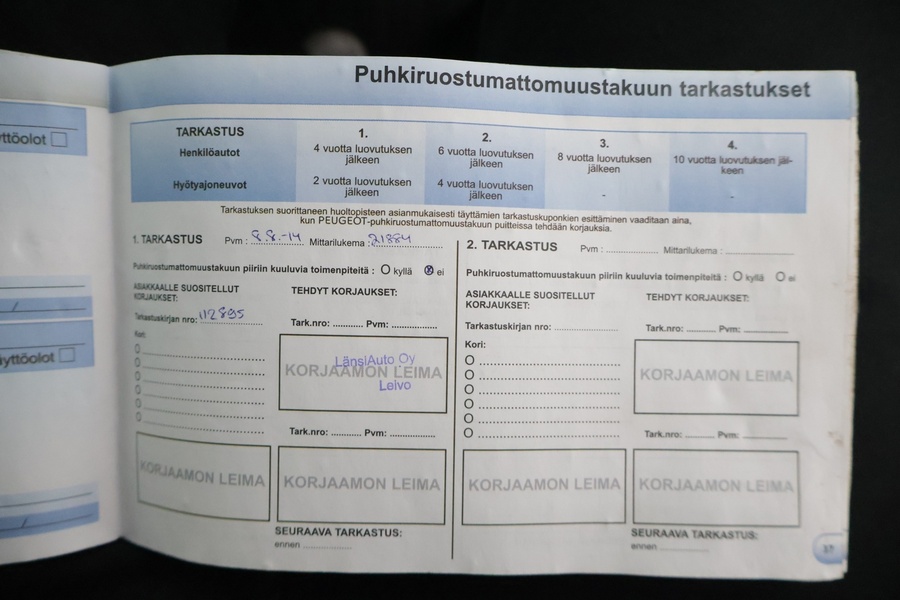 ttöolot
yttöolot
Puhkiruostumattomuustakuun tarkastukset
TARKASTUS 1. 2. 3. 4.
Henkilöautot 4 vuotta luovutuksen jälkeen 6 vuotta luovutuksen jälkeen 8 vuotta luovutuksen jälkeen 10 vuotta luovutuksen jäl-keen
Hyötyajoneuvot 2 vuotta luovutuksen jälkeen 4 vuotta luovutuksen jälkeen - -
Tarkastuksen suorittaneen huoltopisteen asianmukaisesti täyttämien tarkastuskuponkien esittäminen vaaditaan aina,
kun PEUGEOT-puhkiruostumattomuustakuun puitteissa tehdään korjauksia.
1. TARKASTUS Pvm : 8.8.-14 Mittarilukema : 21884
Puhkiruostumattomuustakuun piiriin kuuluvia toimenpiteitä : O kyllä ⊗ ei
ASIAKKAALLE SUOSITELLUT
KORJAUKSET:
TEHDYT KORJAUKSET:
Tarkastuskirjan nro: 112895
Kori:
Tark.nro: ........... Pvm: ................
KORJAAMON LEIMA
LänsiAuto Oy
Leivo
Tark.nro: ........... Pvm: ................
KORJAAMON LEIMA
KORJAAMON LEIMA
SEURAAVA TARKASTUS:
ennen ................
2. TARKASTUS Pvm : ................ Mittarilukema : ................
Puhkiruostumattomuustakuun piiriin kuuluvia toimenpiteitä : O kyllä O ei
ASIAKKAALLE SUOSITELLUT
KORJAUKSET:
TEHDYT KORJAUKSET:
Tarkastuskirjan nro: ................
Kori:
Tark.nro: ........... Pvm: ................
KORJAAMON LEIMA
Tark.nro: ........... Pvm: ................
KORJAAMON LEIMA
KORJAAMON LEIMA
SEURAAVA TARKASTUS:
ennen ................
37